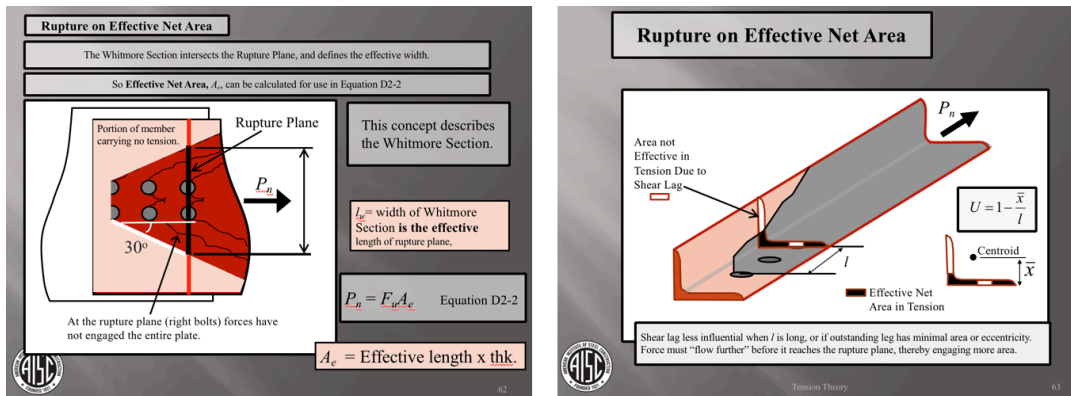 Rupture on Effective Net Area
The Whitmore Section intersects the Rupture Plane, and defines the effective width.
So Effective Net Area, Ae, can be calculated for use in Equation D2-2
Portion of member
carrying no tension.
Rupture Plane
Pn
30°
At the rupture plane (right bolts) forces have
not engaged the entire plate.
This concept describes
the Whitmore Section.
lw= width of Whitmore
Section is the effective
length of rupture plane,
Pn = FuAe Equation D2-2
Ae = Effective length x thk.
AISC
62
Rupture on Effective Net Area
Pn
Area not
Effective in
Tension Due to
Shear Lag
U = 1 - x̄/l
Centroid
x̄
l
Effective Net
Area in Tension
Shear lag less influential when l is long, or if outstanding leg has minimal area or eccentricity.
Force must “flow further” before it reaches the rupture plane, thereby engaging more area.
AISC
Tension Theory
63